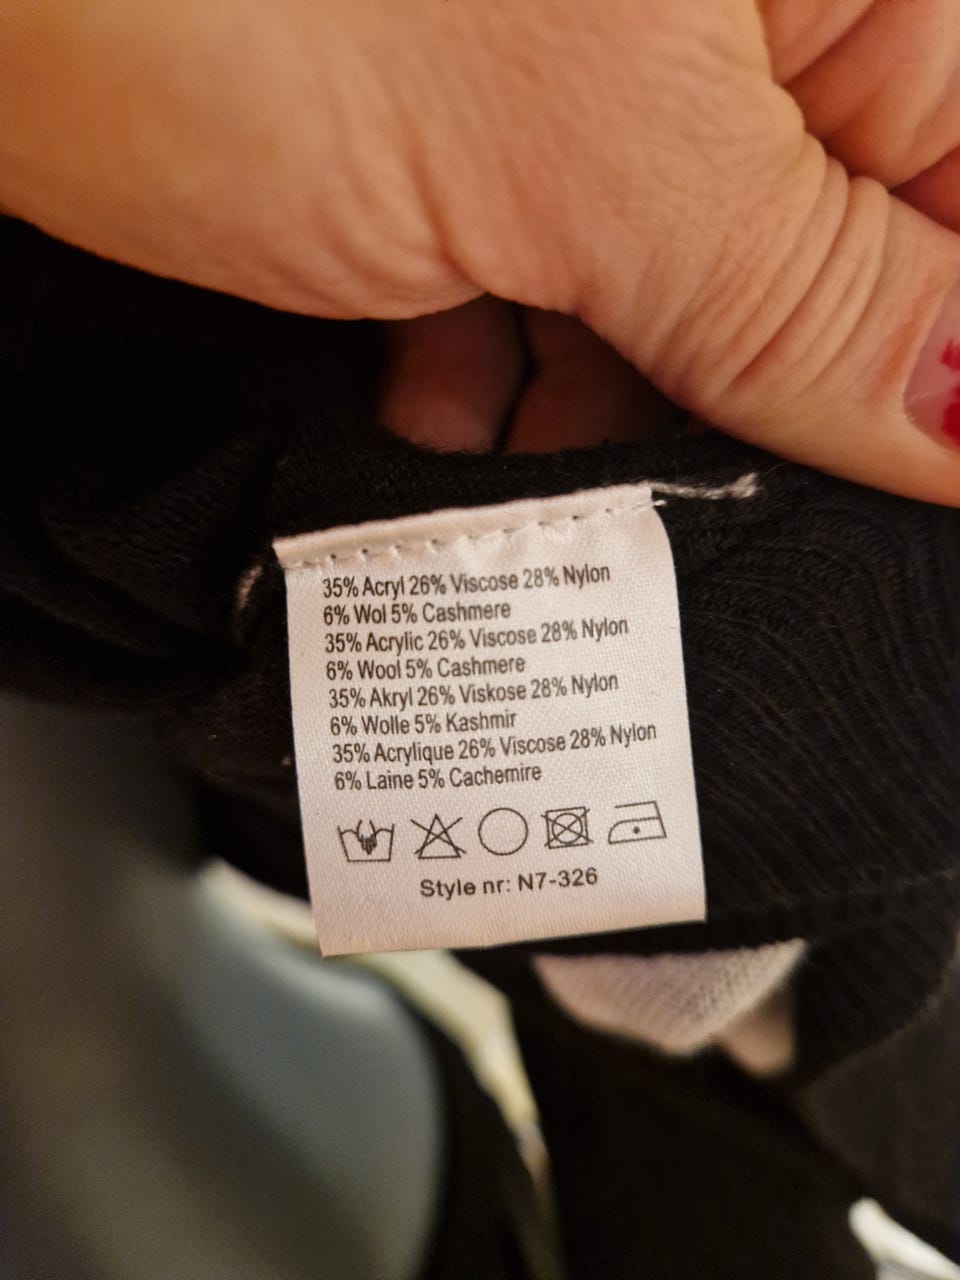 35% Acryl 26% Viscose 28% Nylon
6% Wol 5% Cashmere
35% Acrylic 26% Viscose 28% Nylon
6% Wool 5% Cashmere
35% Akryl 26% Viskose 28% Nylon
6% Wolle 5% Kashmir
35% Acrylique 26% Viscose 28% Nylon
6% Laine 5% Cachemire
Style nr: N7-326